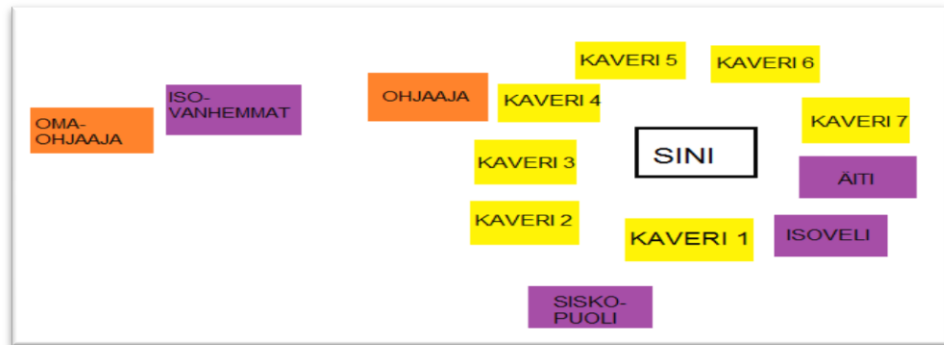 KAVERI 5
KAVERI 6
ISO-
VANHEMMAT
OHJAAJA
KAVERI 4
OMA-
OHJAAJA
KAVERI 7
SINI
KAVERI 3
ÄITI
KAVERI 2
KAVERI 1
ISOVELI
SISKO-
PUOLI